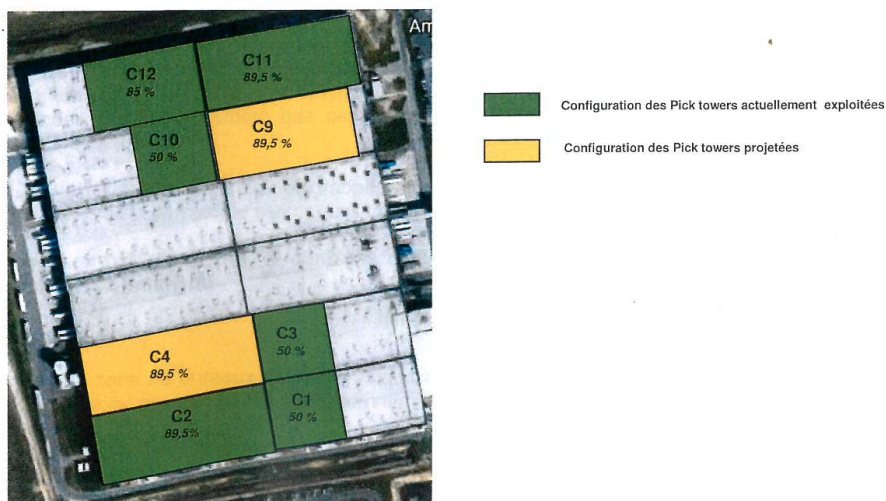 Am
C12
85 %
C11
89,5 %
C10
50 %
C9
89,5 %
C3
50 %
C4
89,5 %
C1
50 %
C2
89,5%
Configuration des Pick towers actuellement exploitées
Configuration des Pick towers projetées